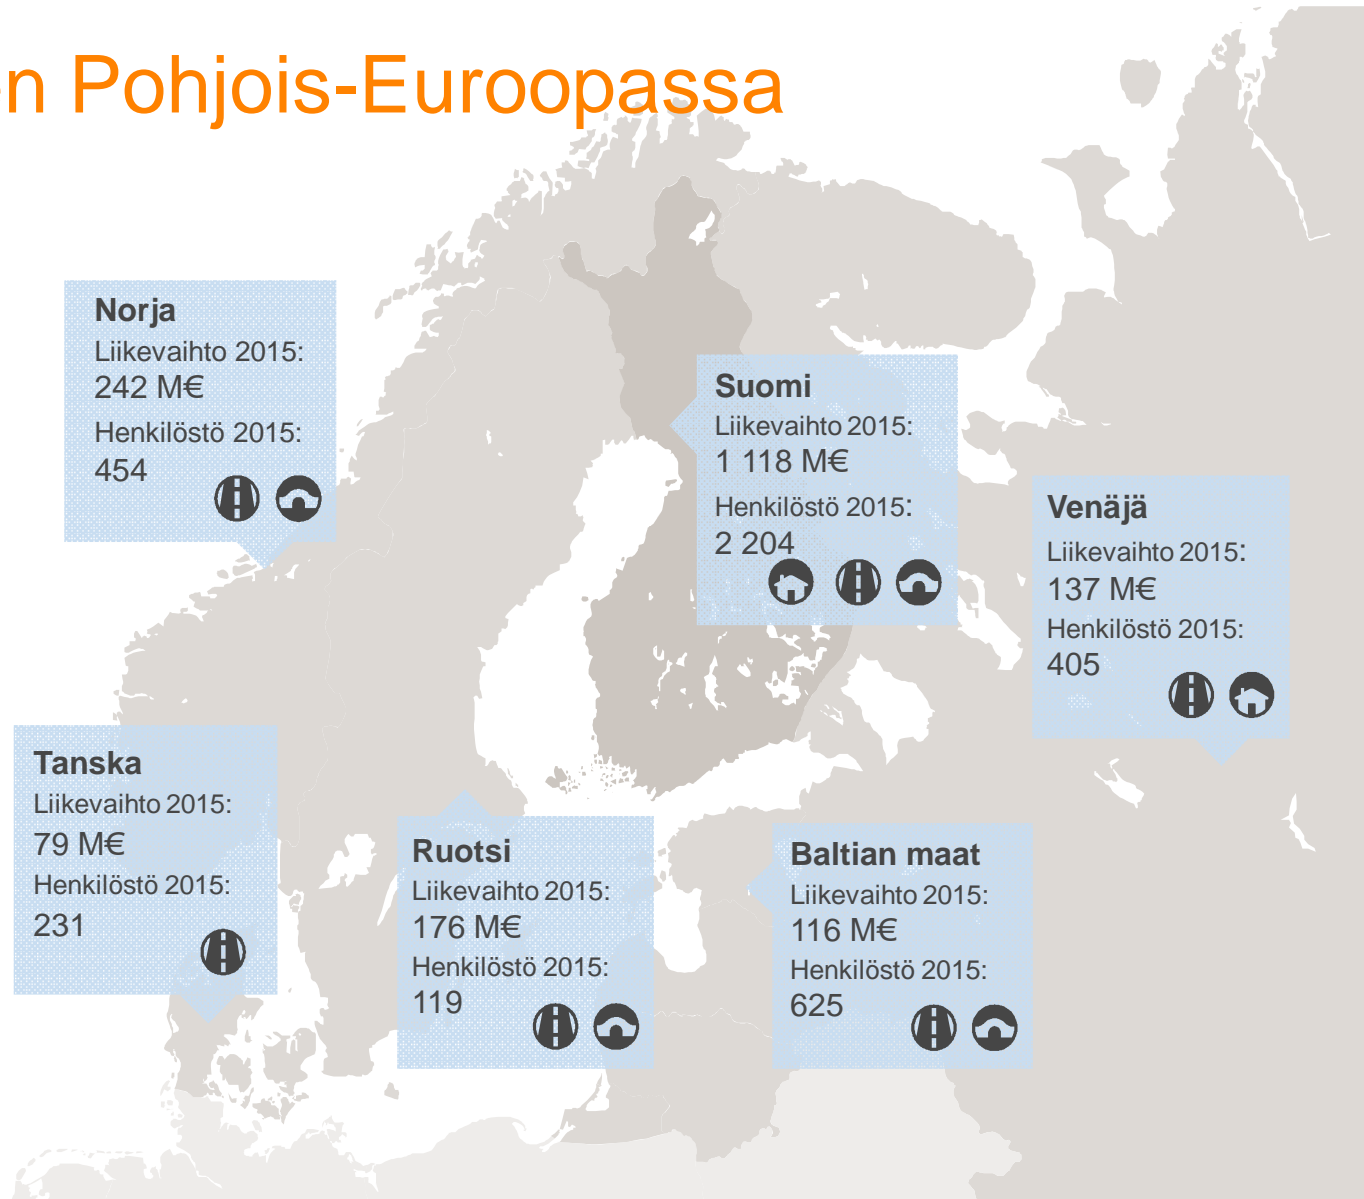 n Pohjois-Euroopassa
Norja
Liikevaihto 2015:
242 M€
Henkilöstö 2015:
454
Suomi
Liikevaihto 2015:
1 118 M€
Henkilöstö 2015:
2 204
Venäjä
Liikevaihto 2015:
137 M€
Henkilöstö 2015:
405
Tanska
Liikevaihto 2015:
79 M€
Henkilöstö 2015:
231
Ruotsi
Liikevaihto 2015:
176 M€
Henkilöstö 2015:
119
Baltian maat
Liikevaihto 2015:
116 M€
Henkilöstö 2015:
625